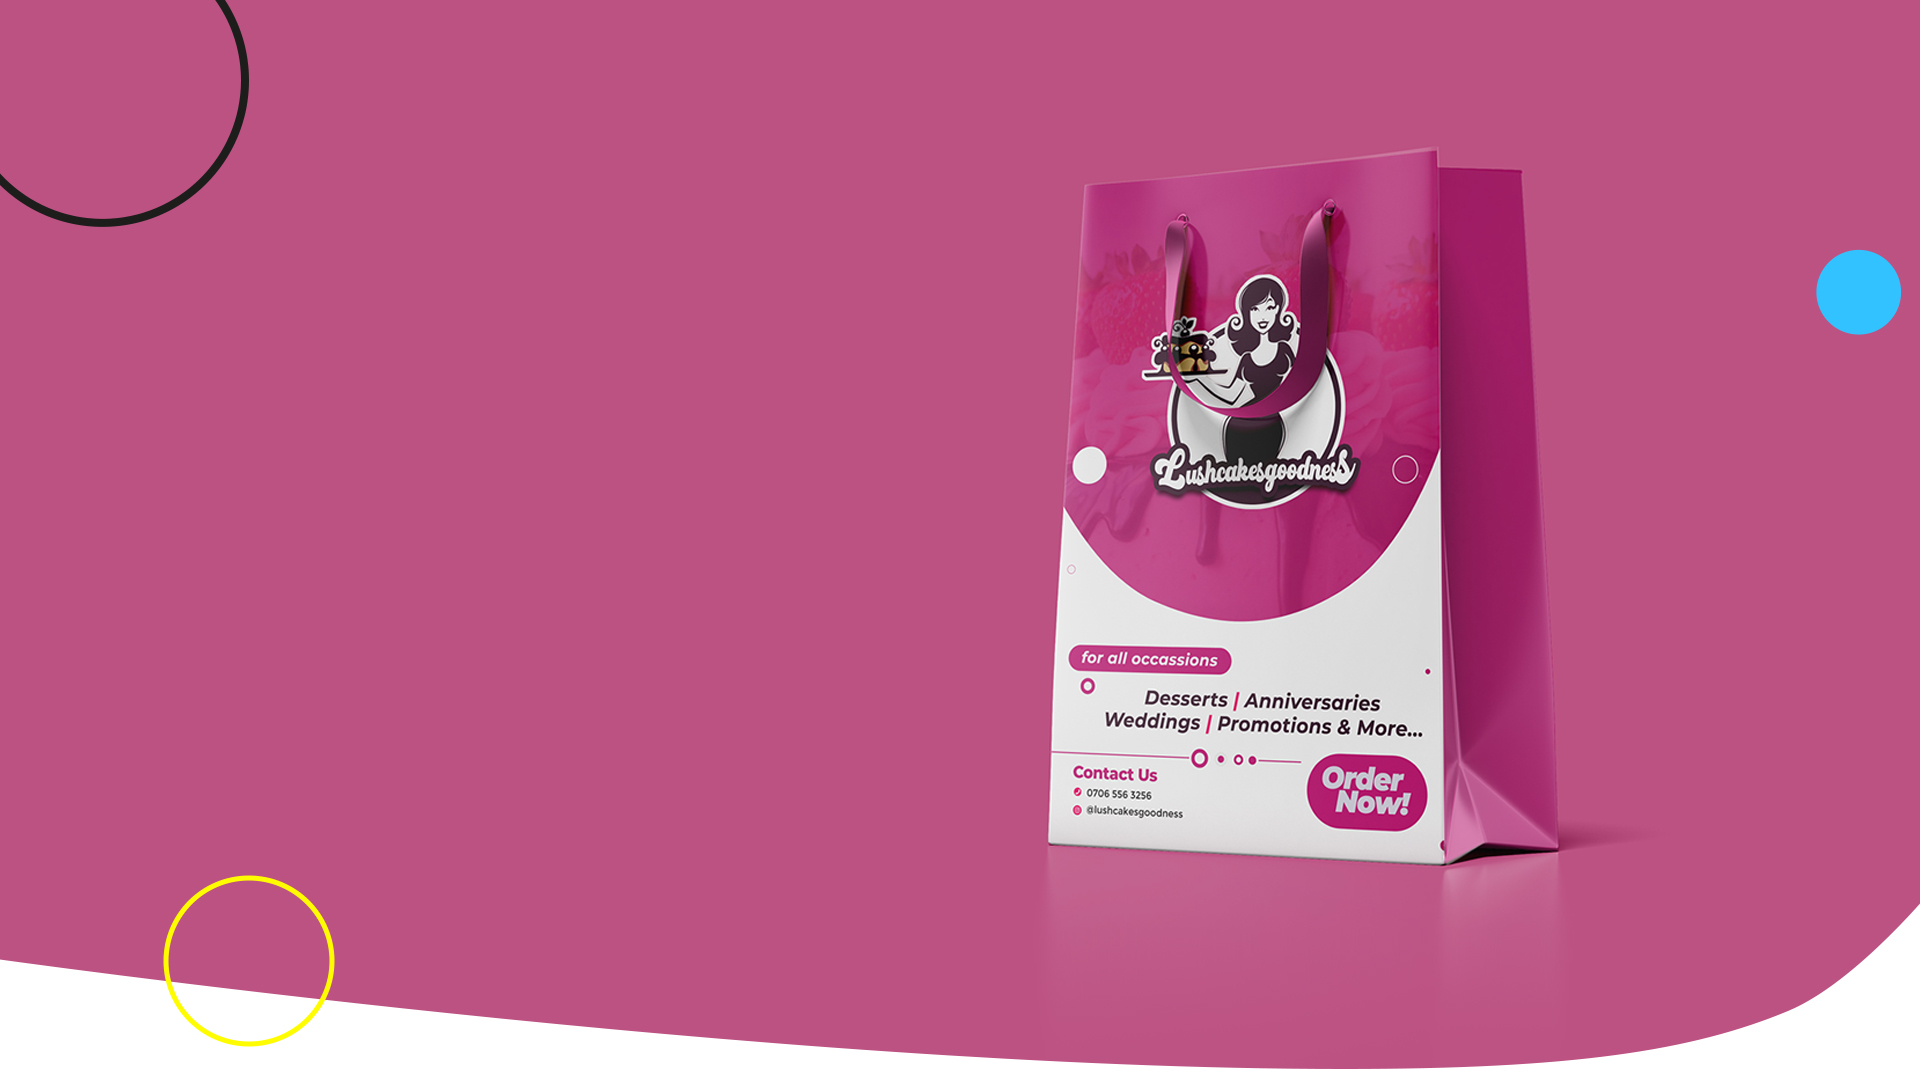 Lushcakesgoodness
for all occassions
Desserts | Anniversaries
Weddings | Promotions & More...
Contact Us
0706 556 3256
@lushcakesgoodness
Order
Now!